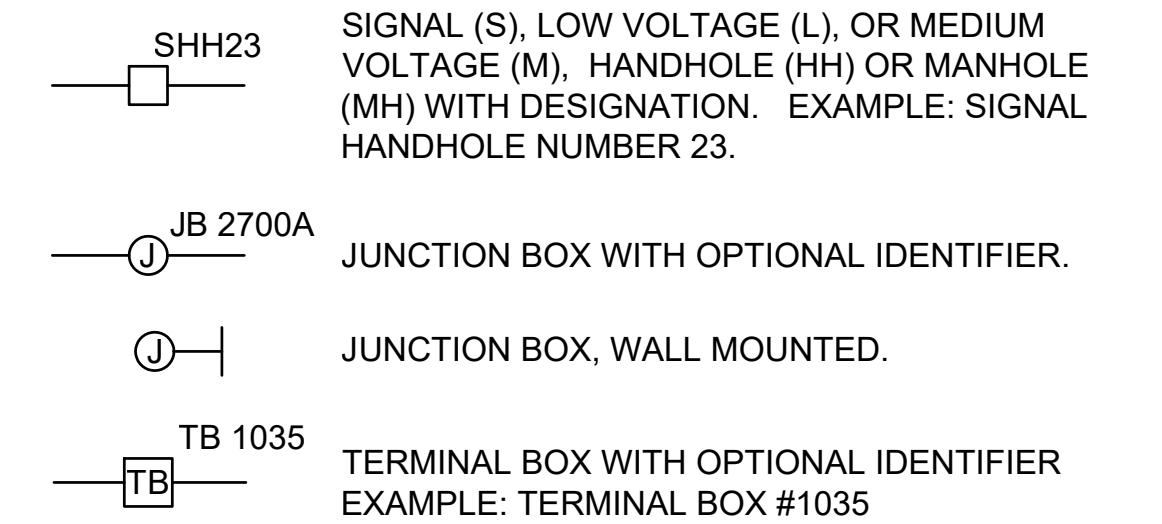 SHH23
SIGNAL (S), LOW VOLTAGE (L), OR MEDIUM
VOLTAGE (M),  HANDHOLE (HH) OR MANHOLE
(MH) WITH DESIGNATION.   EXAMPLE: SIGNAL
HANDHOLE NUMBER 23.
JB 2700A
J
JUNCTION BOX WITH OPTIONAL IDENTIFIER.
J
JUNCTION BOX, WALL MOUNTED.
TB 1035
TB
TERMINAL BOX WITH OPTIONAL IDENTIFIER
EXAMPLE: TERMINAL BOX #1035